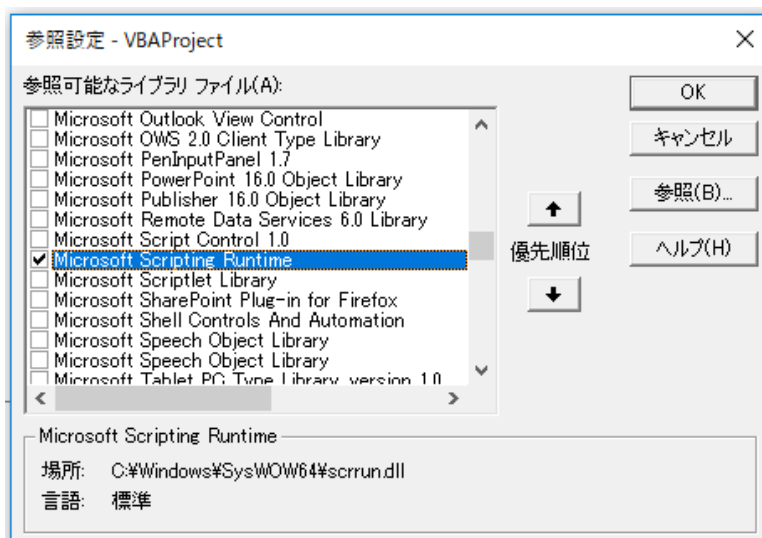 参照設定 - VBAProject
参照可能なライブラリ ファイル(A):
Microsoft Outlook View Control
Microsoft OWS 2.0 Client Type Library
Microsoft PenInputPanel 1.7
Microsoft PowerPoint 16.0 Object Library
Microsoft Publisher 16.0 Object Library
Microsoft Remote Data Services 6.0 Library
Microsoft Script Control 1.0
Microsoft Scripting Runtime
Microsoft Scriptlet Library
Microsoft SharePoint Plug-in for Firefox
Microsoft Shell Controls And Automation
Microsoft Speech Object Library
Microsoft Speech Object Library
Microsoft Tablet PC Type Library, version 1.0
優先順位
OK
キャンセル
参照(B)...
ヘルプ(H)
Microsoft Scripting Runtime
場所: C:¥Windows¥SysWOW64¥scrrun.dll
言語: 標準